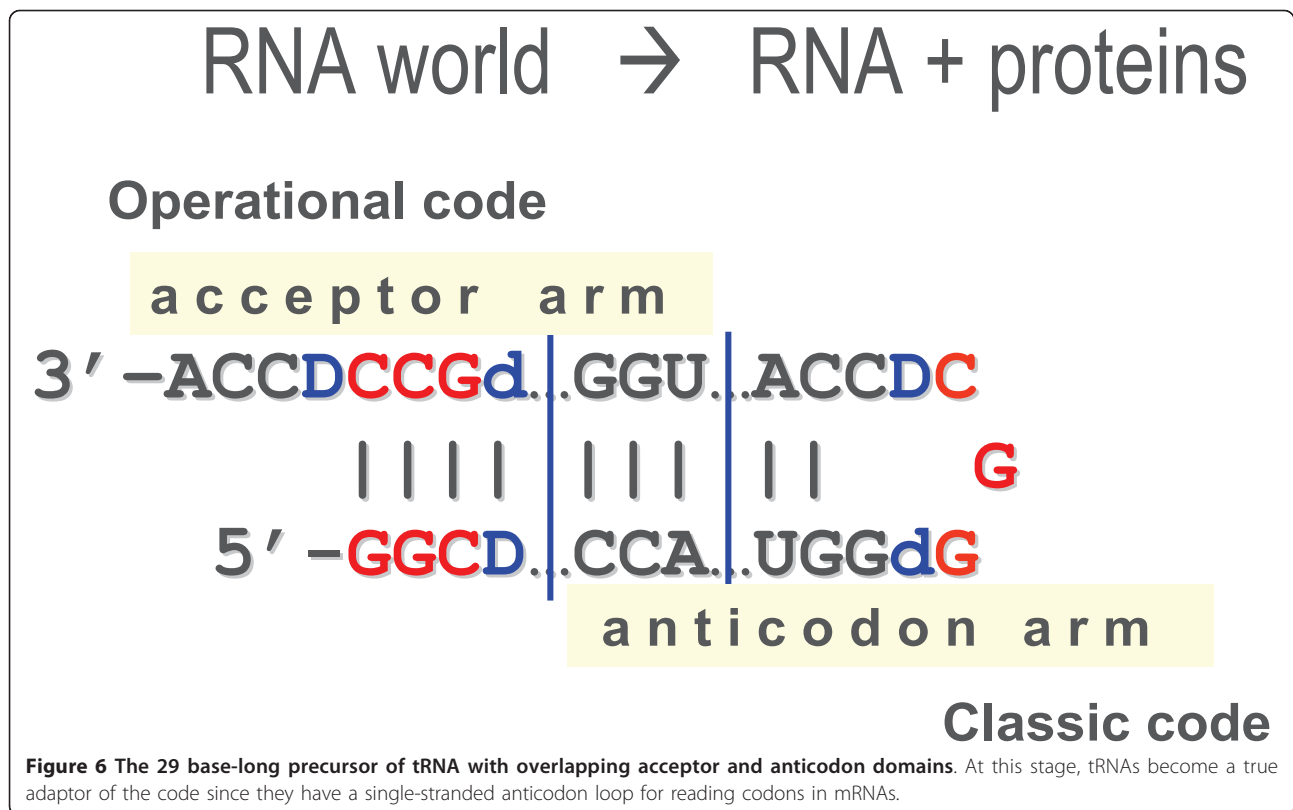 RNA world → RNA + proteins
Operational code
acceptor arm
3′-ACCDCCGd...GGU...ACCDC
G
5′-GGCD...CCA...UGGdG
anticodon arm
Classic code
Figure 6 The 29 base-long precursor of tRNA with overlapping acceptor and anticodon domains. At this stage, tRNAs become a true
adaptor of the code since they have a single-stranded anticodon loop for reading codons in mRNAs.